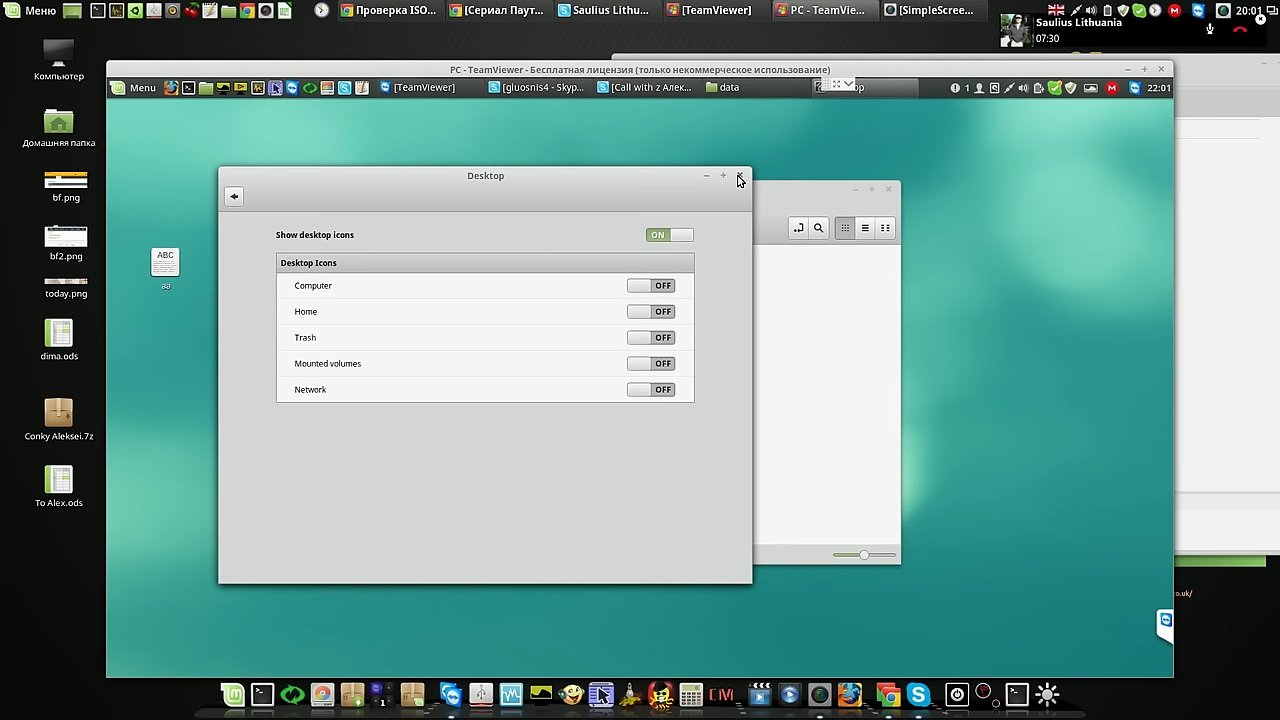 Меню
Проверка ISO...
[Сериал Паут...
Saulius Lithu...
[TeamViewer]
PC - TeamVie...
[SimpleScree...
20:01
Saulius Lithuania
07:30
Компьютер
Домашняя папка
bf.png
bf2.png
today.png
dima.ods
Conky Aleksei.7z
To Alex.ods
PC - TeamViewer - Бесплатная лицензия (только некоммерческое использование)
Menu
[TeamViewer]
[gluosnis4 - Skyp...
[Call with z Алек...
data
1
22:01
ABC
aa
Desktop
Show desktop icons
ON
Desktop Icons
Computer
OFF
Home
OFF
Trash
OFF
Mounted volumes
OFF
Network
OFF
o.uk/